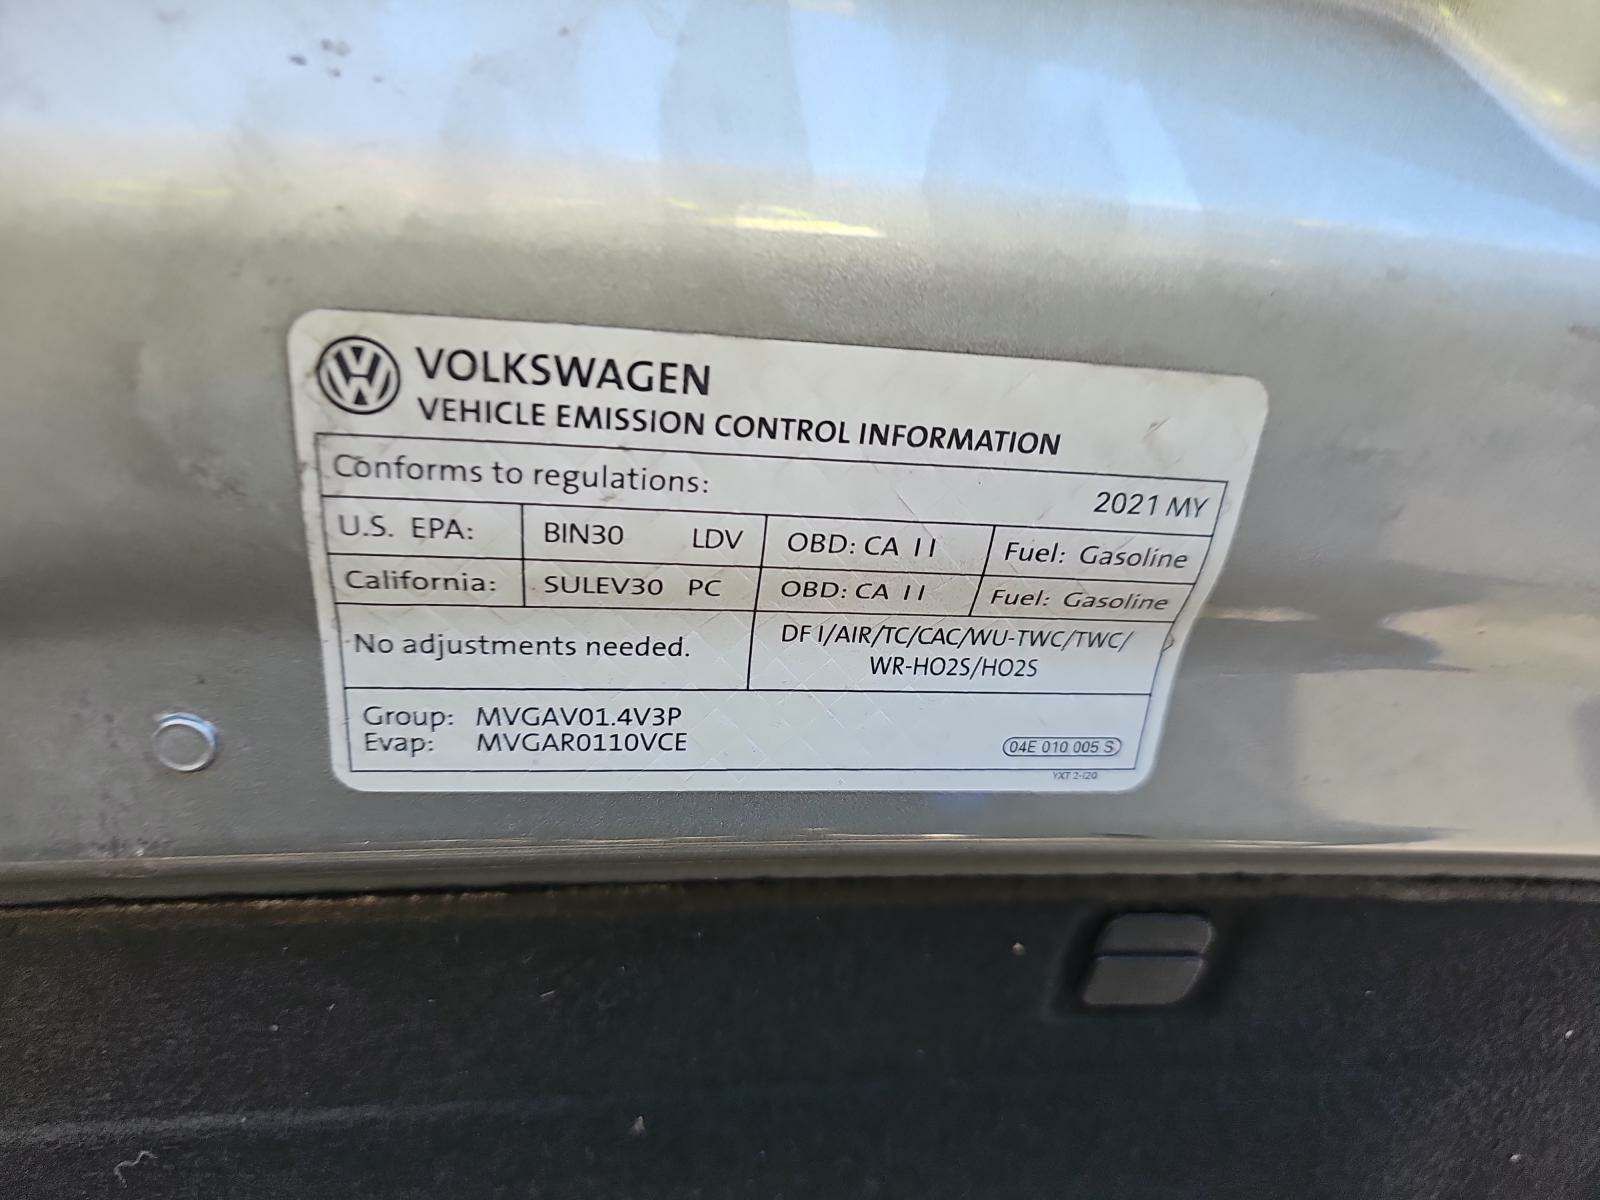 VOLKSWAGEN
VEHICLE EMISSION CONTROL INFORMATION
Conforms to regulations: 2021 MY
U.S. EPA: BIN30 LDV OBD: CA II Fuel: Gasoline
California: SULEV30 PC OBD: CA II Fuel: Gasoline
No adjustments needed.
DFI/AIR/TC/CAC/WU-TWC/TWC/
WR-HO2S/HO2S
Group: MVGAV01.4V3P
Evap: MVGAR0110VCE
04E 010 005 S